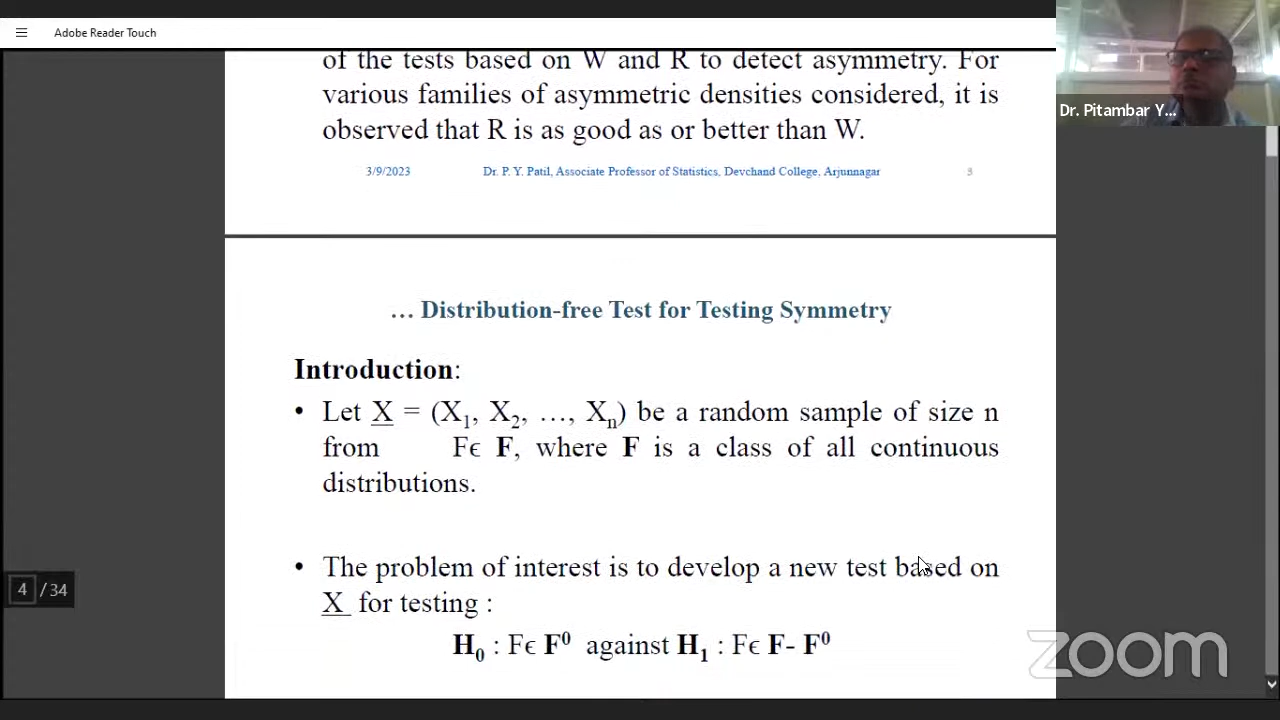 Adobe Reader Touch
of the tests based on W and R to detect asymmetry. For
various families of asymmetric densities considered, it is
observed that R is as good as or better than W.
3/9/2023 Dr. P. Y. Patil, Associate Professor of Statistics, Devchand College, Arjunnagar 3
Dr. Pitambar Y...
… Distribution-free Test for Testing Symmetry
Introduction:
• Let X = (X1, X2, …, Xn) be a random sample of size n
from Fϵ F, where F is a class of all continuous
distributions.
• The problem of interest is to develop a new test based on
X for testing :
H0 : Fϵ F⁰ against H1 : Fϵ F- F⁰
4 / 34
zoom